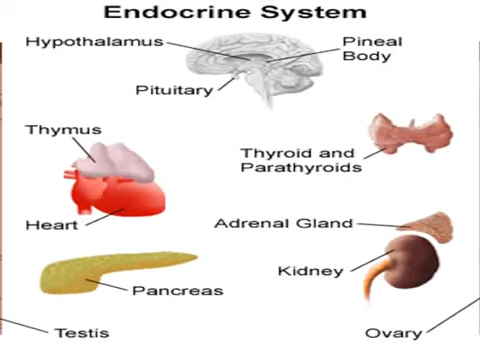 Endocrine System
Hypothalamus
Pineal
Body
Pituitary
Thymus
Thyroid and
Parathyroids
Heart
Adrenal Gland
Kidney
Pancreas
Testis
Ovary